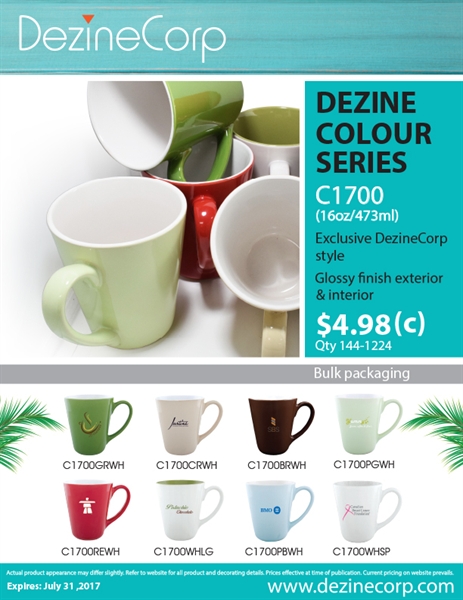 DezineCorp
DEZINE
COLOUR
SERIES
C1700
(16oz/473ml)
Exclusive DezineCorp
style
Glossy finish exterior
& interior
$4.98(c)
Qty 144-1224
Bulk packaging
C1700GRWH
C1700CRWH
C1700BRWH
C1700PGWH
C1700REWH
C1700WHLG
C1700PBWH
C1700WHSP
Actual product appearance may differ slightly. Refer to website for all product and decorating details. Prices effective at time of publication. Current pricing on website prevails.
Expires: July 31 ,2017
www.dezinecorp.com